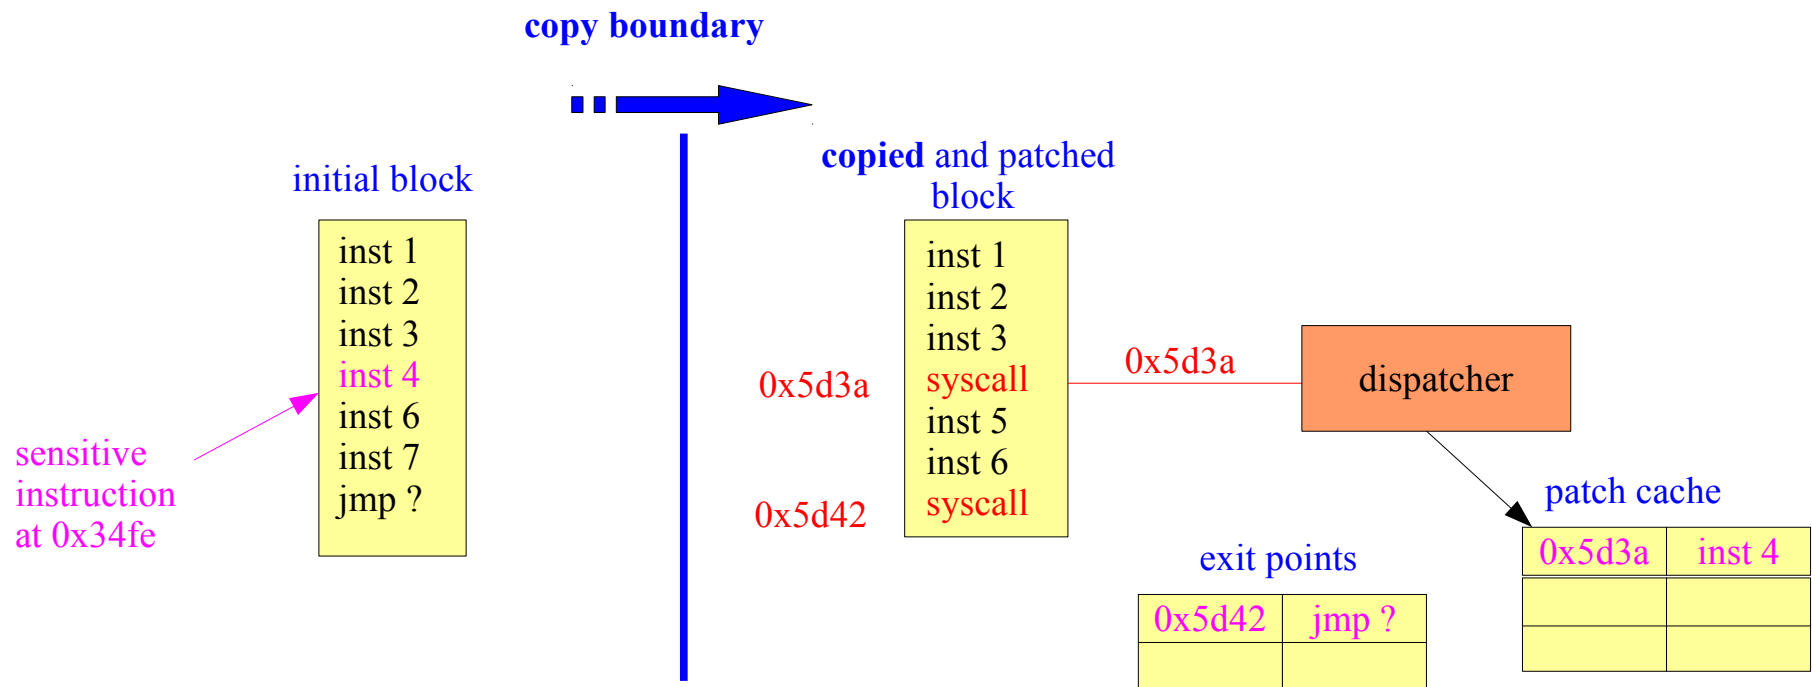 copy boundary
initial block
inst 1
inst 2
inst 3
inst 4
inst 6
inst 7
jmp ?
sensitive
instruction
at 0x34fe
copied and patched
block
inst 1
inst 2
inst 3
syscall
inst 5
inst 6
syscall
0x5d3a
0x5d42
0x5d3a
dispatcher
patch cache
0x5d3a inst 4
exit points
0x5d42 jmp ?